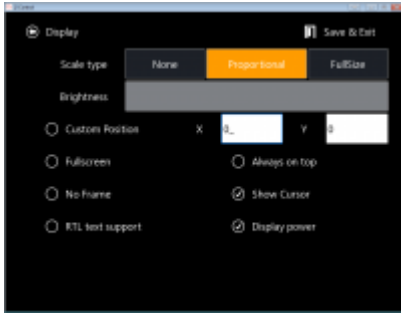 Display Save & Exit
Scale type None Proportional FullSize
Brightness
Custom Position X 0_ Y 0
Fullscreen Always on top
No Frame Show Cursor
RTL text support Display power